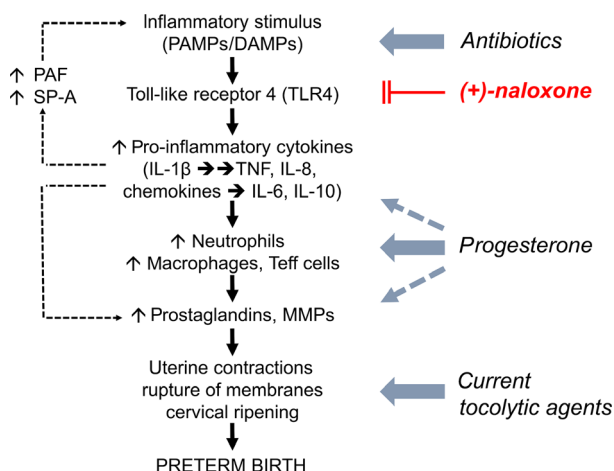 Inflammatory stimulus
(PAMPs/DAMPs)
Antibiotics
↑ PAF
↑ SP-A
Toll-like receptor 4 (TLR4)
(+)-naloxone
↑ Pro-inflammatory cytokines
(IL-1β ➔➔TNF, IL-8,
chemokines ➔ IL-6, IL-10)
↑ Neutrophils
↑ Macrophages, Teff cells
Progesterone
↑ Prostaglandins, MMPs
Uterine contractions
rupture of membranes
cervical ripening
Current
tocolytic agents
PRETERM BIRTH